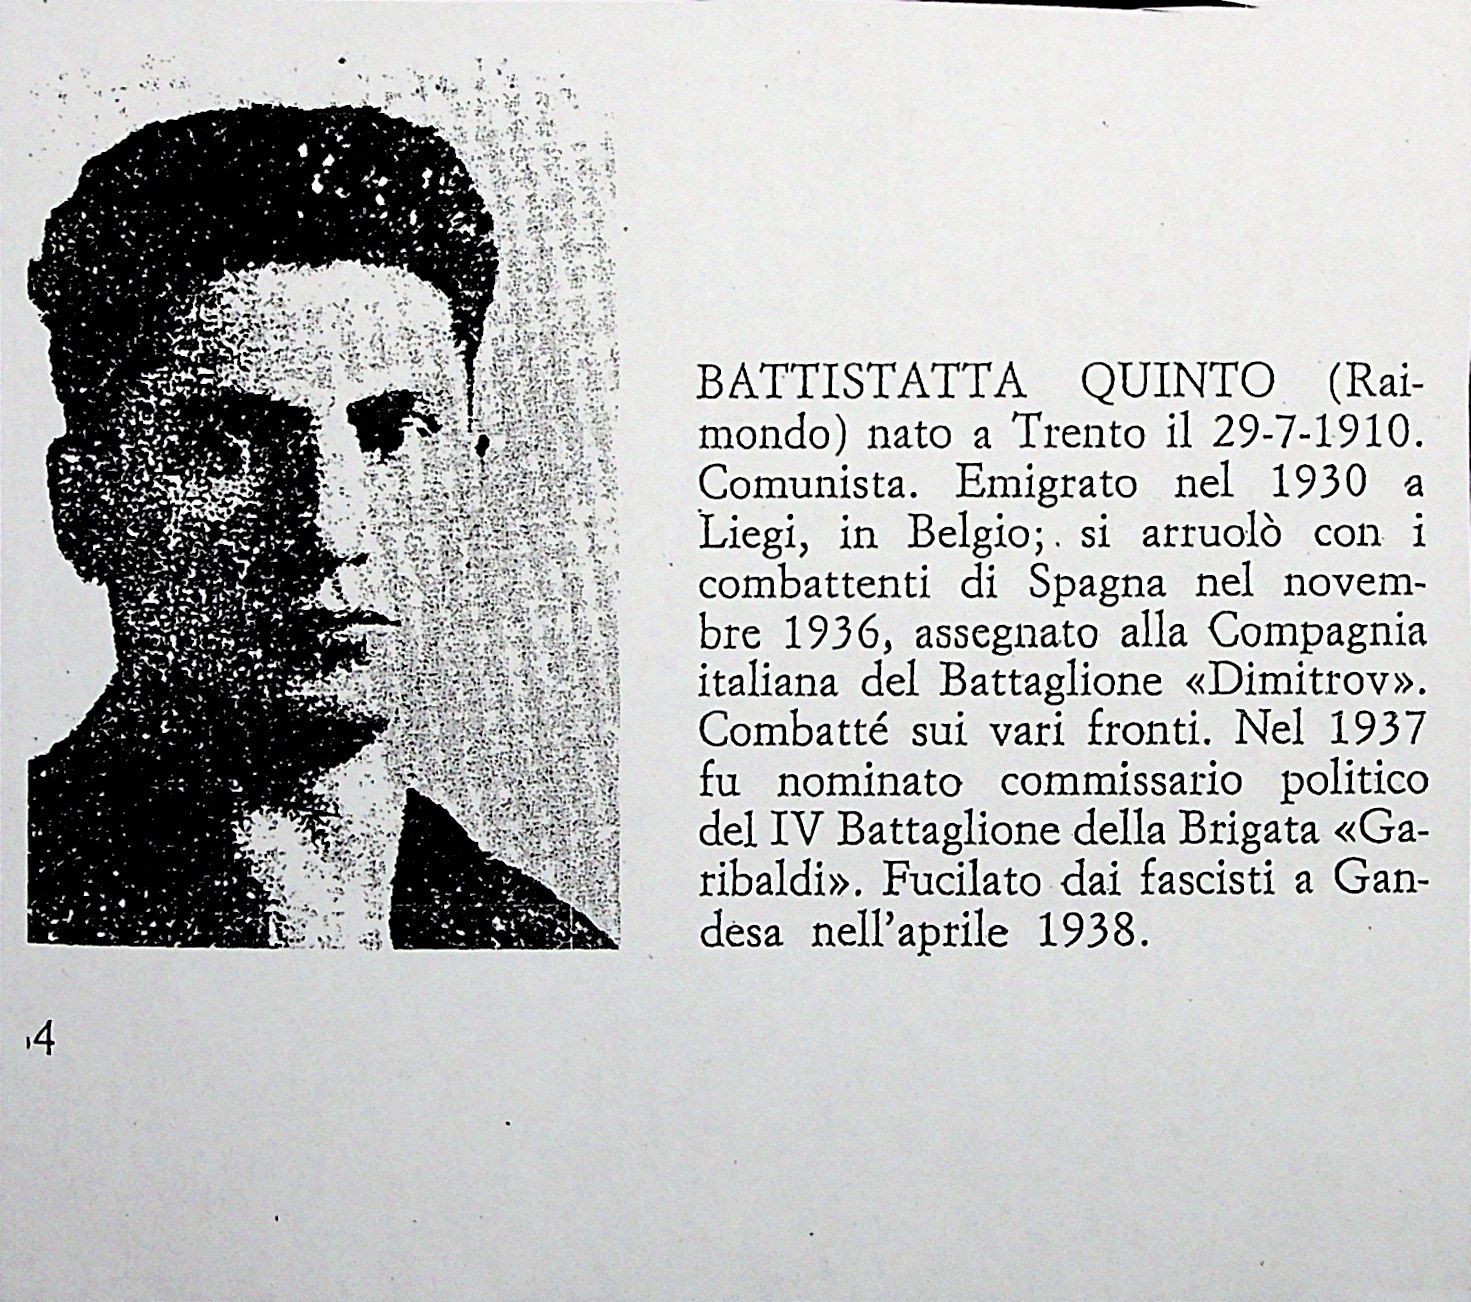 BATTISTATTA QUINTO (Rai-
mondo) nato a Trento il 29-7-1910.
Comunista. Emigrato nel 1930 a
Liegi, in Belgio; si arruolò con i
combattenti di Spagna nel novem-
bre 1936, assegnato alla Compagnia
italiana del Battaglione «Dimitrov».
Combatté sui vari fronti. Nel 1937
fu nominato commissario politico
del IV Battaglione della Brigata «Ga-
ribaldi». Fucilato dai fascisti a Gan-
desa nell'aprile 1938.
4